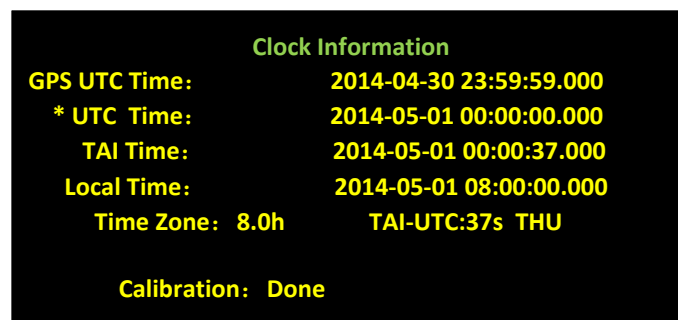 Clock Information
GPS UTC Time： 2014-04-30 23:59:59.000
* UTC Time： 2014-05-01 00:00:00.000
TAI Time： 2014-05-01 00:00:37.000
Local Time： 2014-05-01 08:00:00.000
Time Zone： 8.0h TAI-UTC:37s THU
Calibration： Done